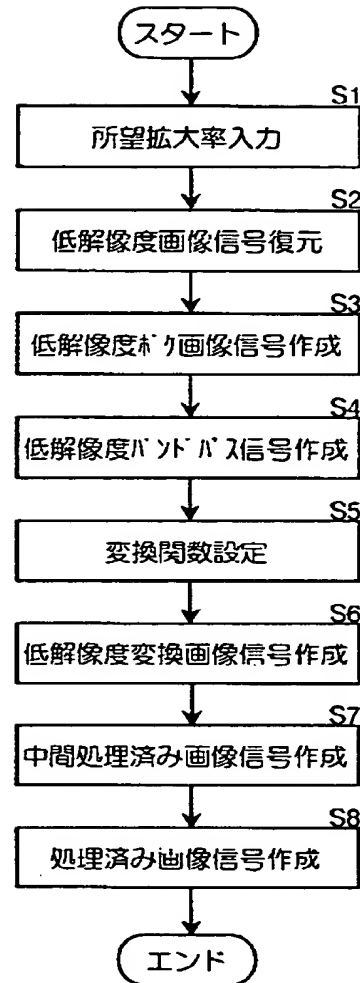 スタート
S1
所望拡大率入力
S2
低解像度画像信号復元
S3
低解像度ボケ画像信号作成
S4
低解像度バンドパス信号作成
S5
変換関数設定
S6
低解像度変換画像信号作成
S7
中間処理済み画像信号作成
S8
処理済み画像信号作成
エンド